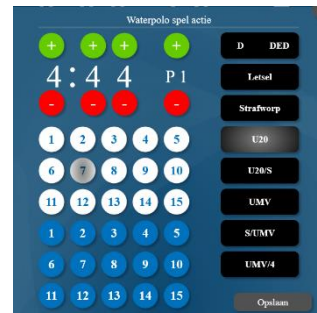 Waterpolo spel actie
+ + + + D DED
4:44 P 1 Letsel
- - - - Strafworp
1 2 3 4 5 U20
6 7 8 9 10 U20/S
11 12 13 14 15 UMV
1 2 3 4 5 S/UMV
6 7 8 9 10 UMV/4
11 12 13 14 15 Opslaan